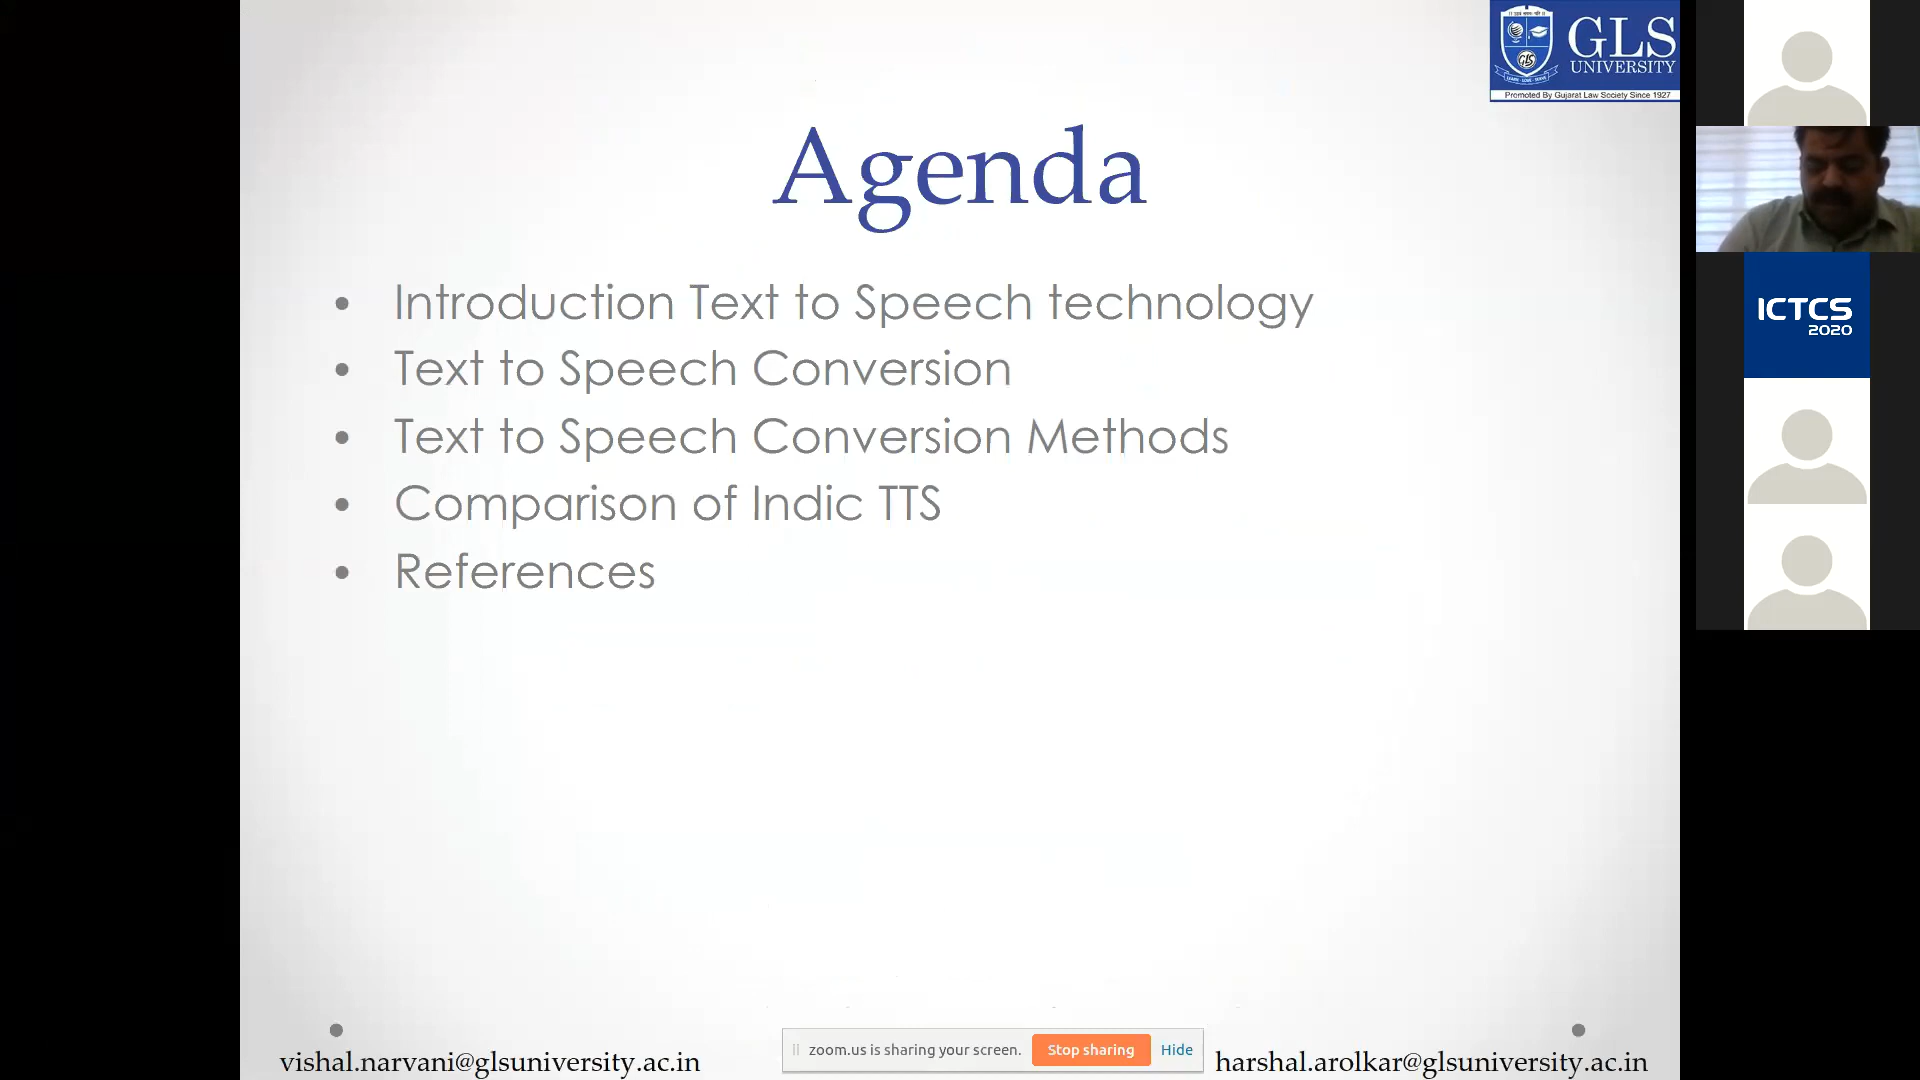 GLS
UNIVERSITY
Promoted By Gujarat Law Society Since 1927
Agenda
• Introduction Text to Speech technology
• Text to Speech Conversion
• Text to Speech Conversion Methods
• Comparison of Indic TTS
• References
ICTCS
2020
zoom.us is sharing your screen. Stop sharing Hide
vishal.narvani@glsuniversity.ac.in
harshal.arolkar@glsuniversity.ac.in